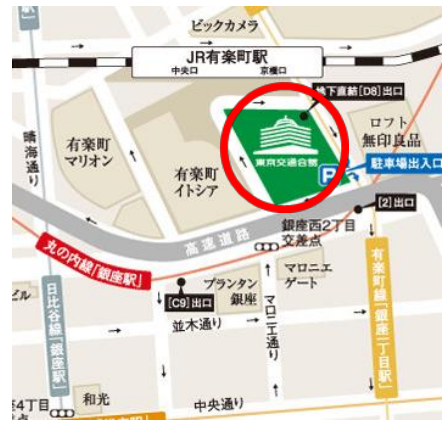 ビックカメラ
JR有楽町駅
中央口
京橋口
地下直結[D8]出口
晴海通り
有楽町
マリオン
有楽町
イトシア
東京交通会館
ロフト
無印良品
P
駐車場出入口
[2]出口
高速道路
銀座西2丁目
交差点
丸の内線「銀座駅」
マロニエ
ゲート
プランタン
銀座
[C9]出口
並木通り
マロニエ通り
有楽町線「銀座一丁目駅」
ビル
日比谷線「銀座駅」
和光
座4丁目
点
中央通り